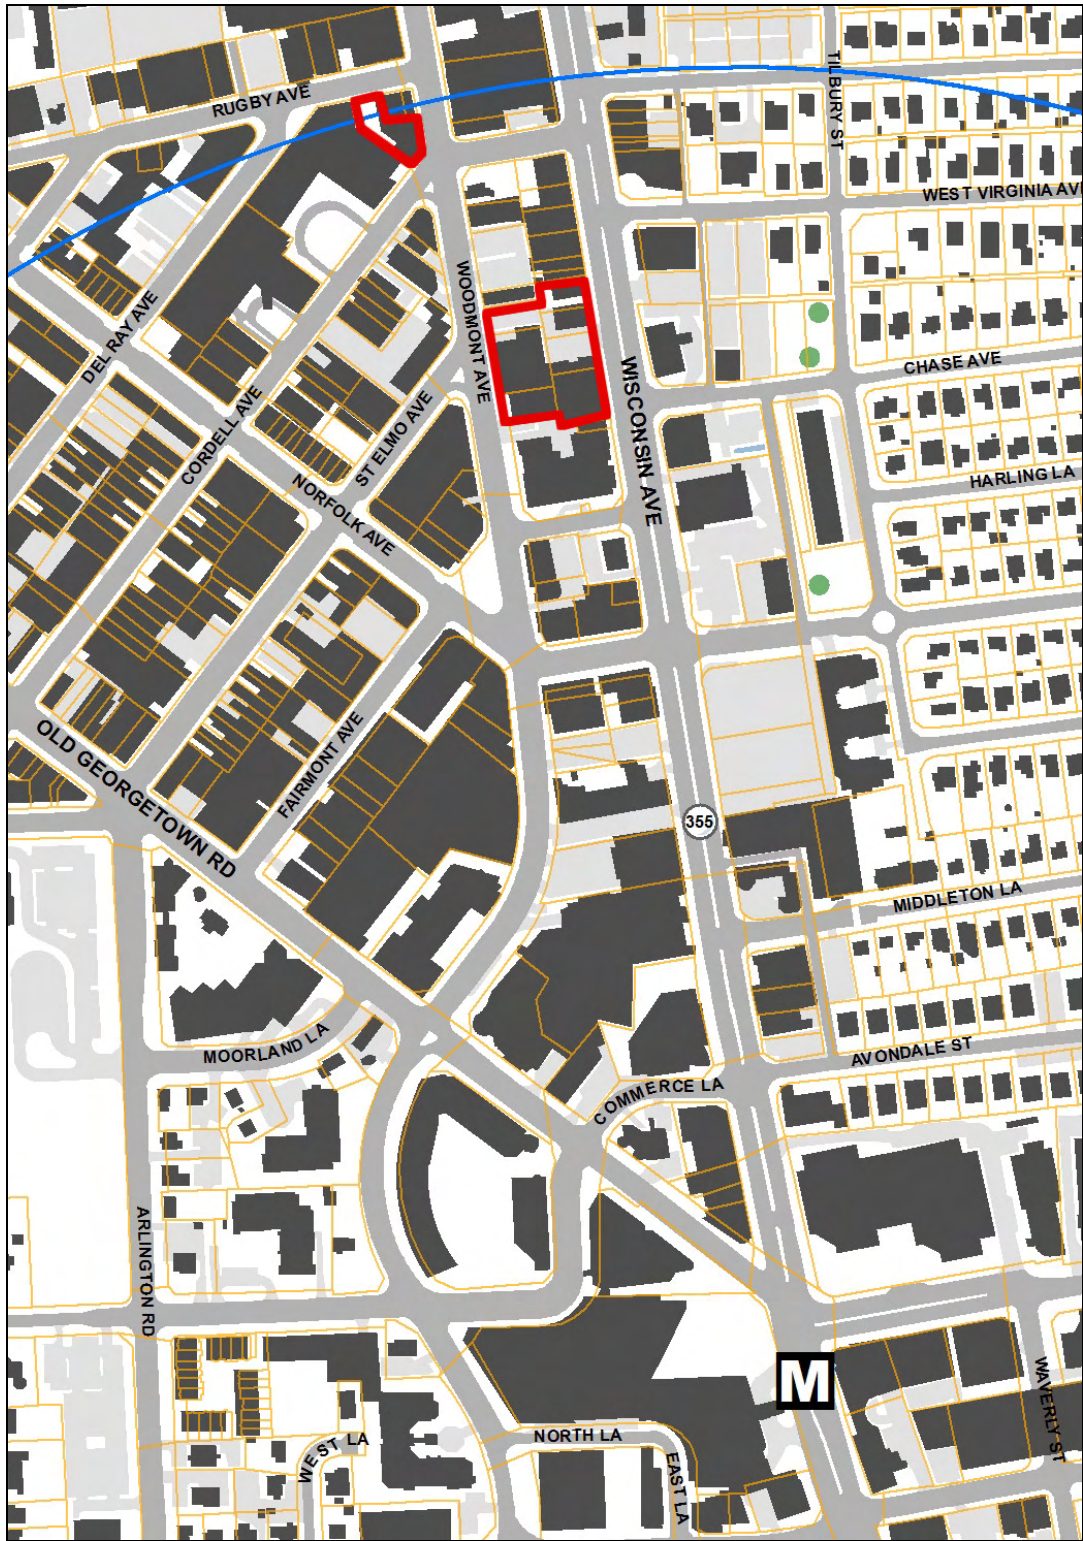 RUGBY AVE
TILBURY ST
WEST VIRGINIA AVE
WOODMONT AVE
DEL RAY AVE
WISCONSIN AVE
CHASE AVE
CORDELL AVE
ST ELMO AVE
HARLING LA
NORFOLK AVE
OLD GEORGETOWN RD
FAIRMONT AVE
355
MIDDLETON LA
MOORLAND LA
AVONDALE ST
COMMERCE LA
ARLINGTON RD
M
WAVERLY ST
WEST LA
NORTH LA
EAST LA